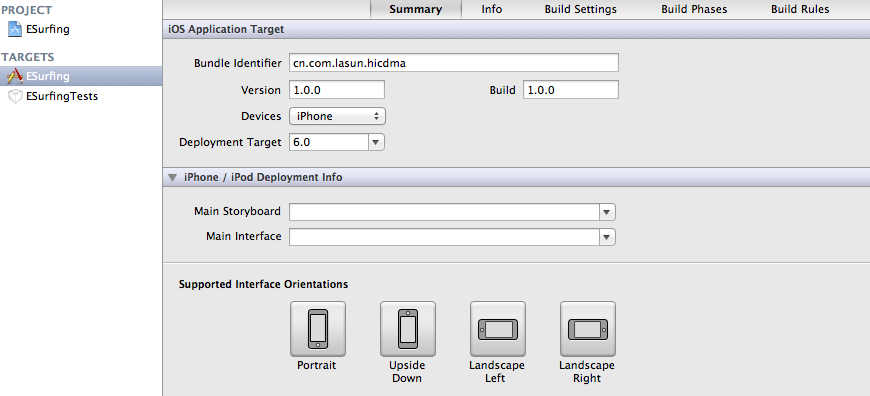 PROJECT
ESurfing
TARGETS
ESurfing
ESurfingTests
Summary Info Build Settings Build Phases Build Rules
iOS Application Target
Bundle Identifier cn.com.lasun.hicdma
Version 1.0.0 Build 1.0.0
Devices iPhone
Deployment Target 6.0
iPhone / iPod Deployment Info
Main Storyboard
Main Interface
Supported Interface Orientations
Portrait
Upside
Down
Landscape
Left
Landscape
Right